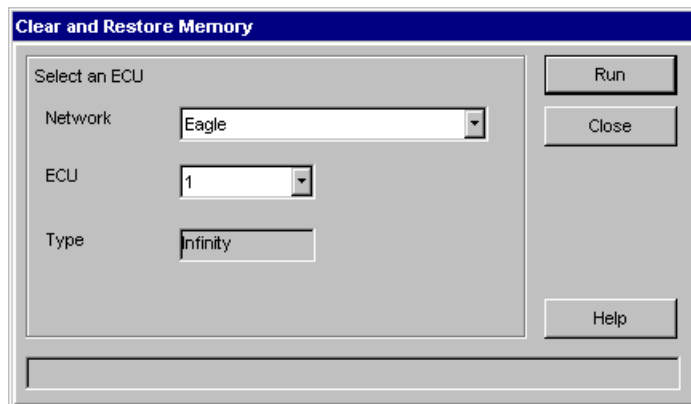 Clear and Restore Memory
Select an ECU
Run
Network
Eagle
Close
ECU
1
Type
Infinity
Help